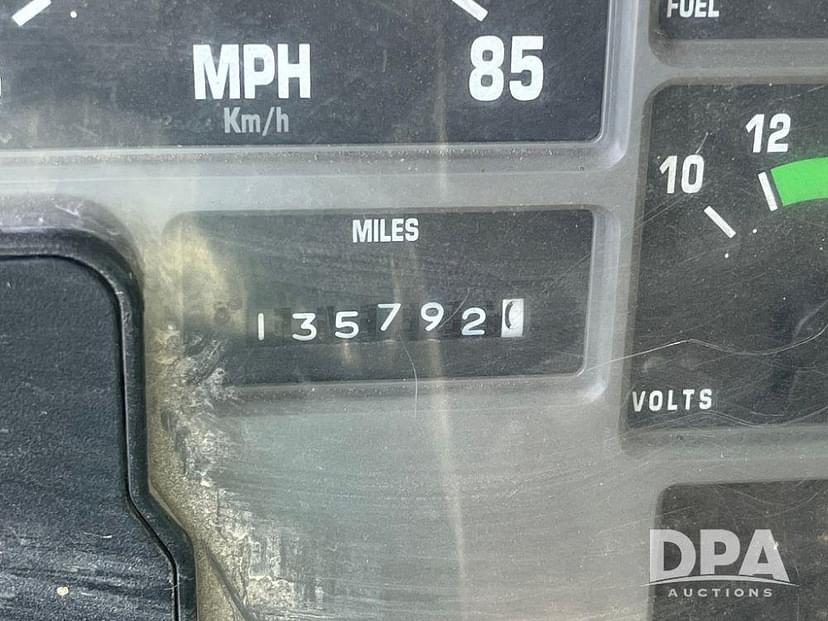 FUEL
MPH
85
Km/h
12
10
MILES
135792
VOLTS
DPA
AUCTIONS